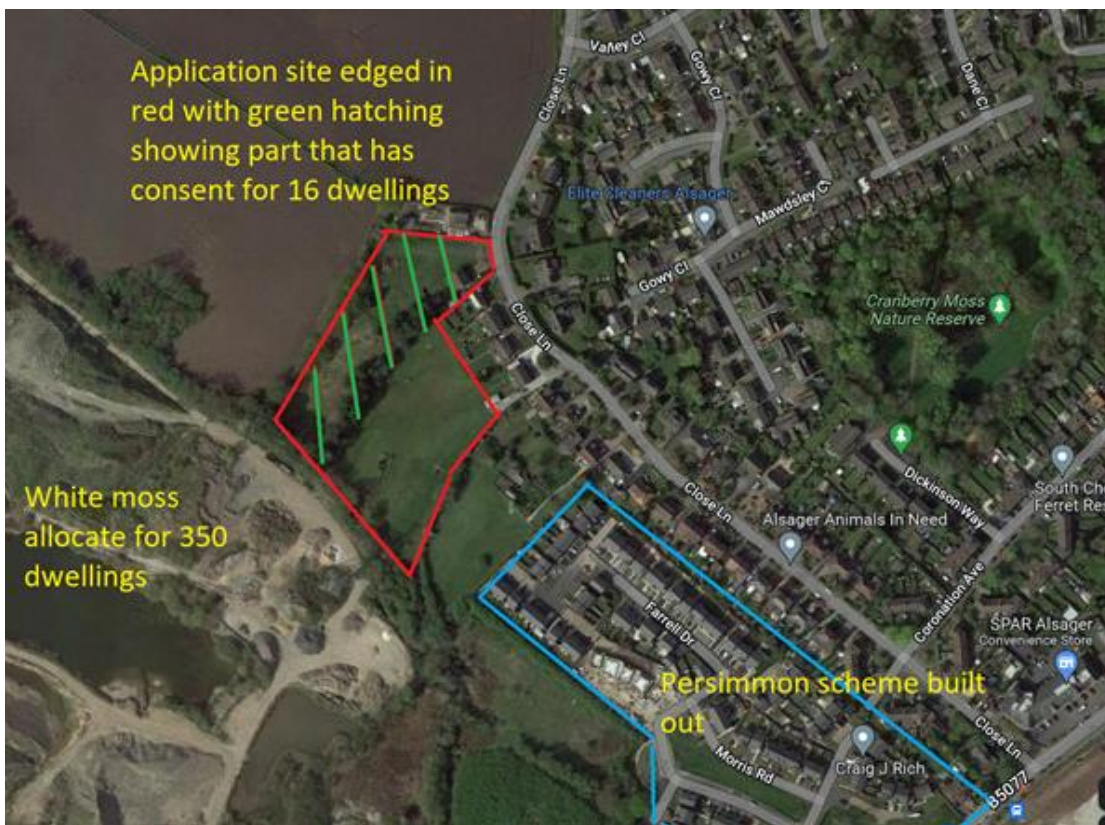 Application site edged in
red with green hatching
showing part that has
consent for 16 dwellings
Valley Cl
Gowy Cl
Close Ln
Dane Cl
Elite Cleaners Alsager
Mawdsley Cl
Gowy Cl
Cranberry Moss
Nature Reserve
Close Ln
White moss
allocate for 350
dwellings
Close Ln
Alsager Animals In Need
Dickinson Way
South Che
Ferret Res
Coronation Ave
SPAR Alsager
Convenience Store
Farrell Dr
Persimmon scheme built
out
Close Ln
Morris Rd
Craig J Rich
B5077